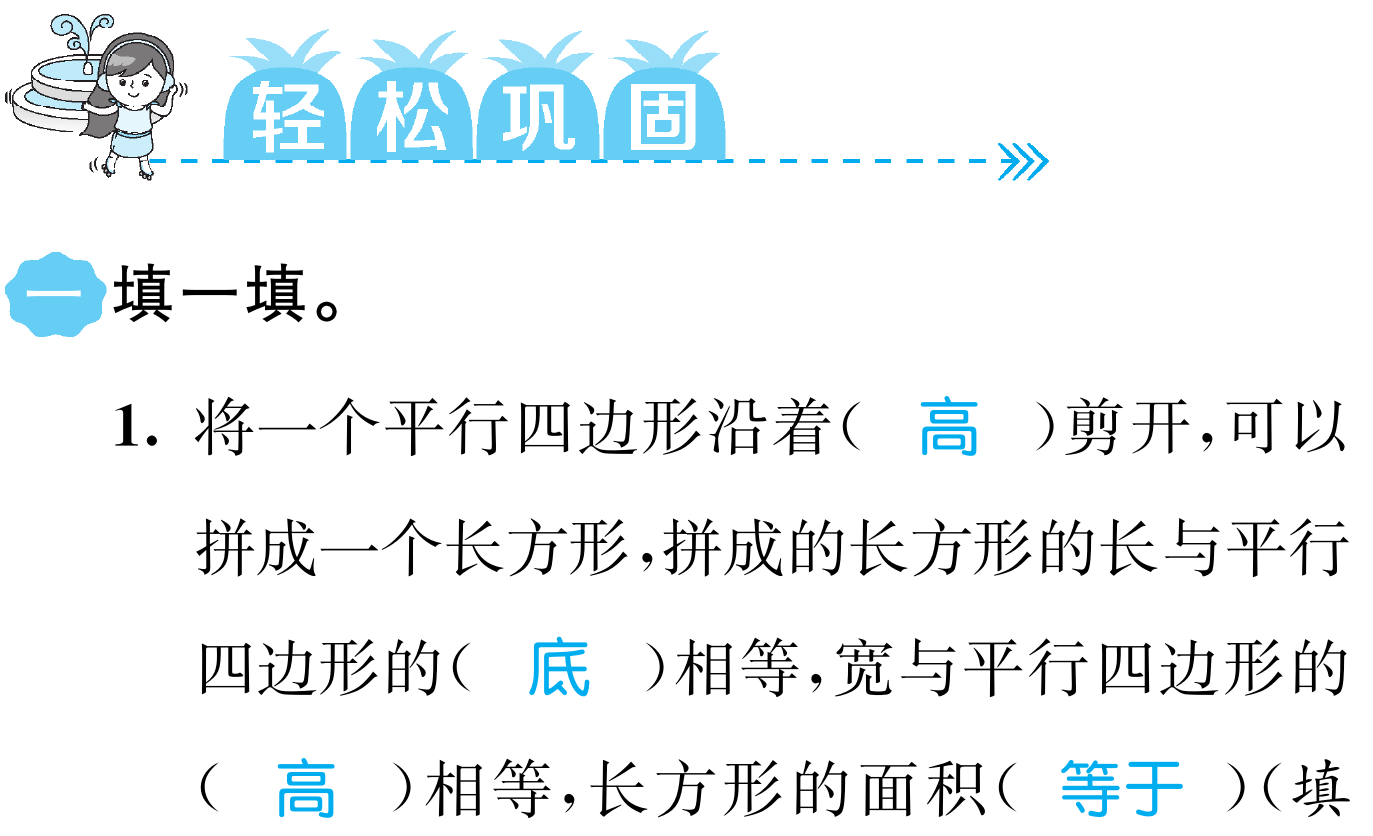 轻松巩固
一 填一填。
1. 将一个平行四边形沿着( 高 )剪开,可以
拼成一个长方形,拼成的长方形的长与平行
四边形的( 底 )相等,宽与平行四边形的
( 高 )相等,长方形的面积( 等于 )(填